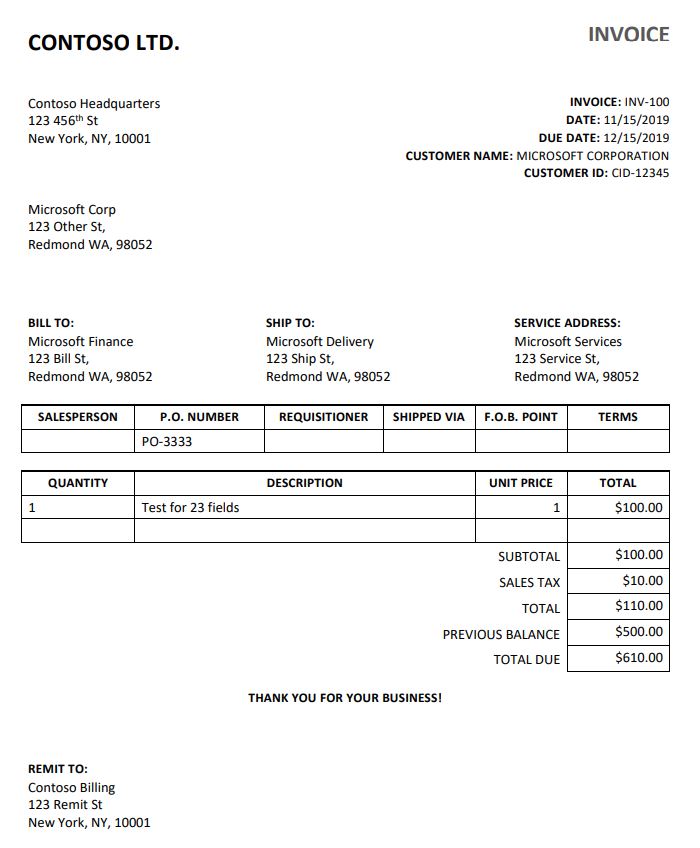 CONTOSO LTD.
INVOICE
Contoso Headquarters
123 456th St
New York, NY, 10001
INVOICE: INV-100
DATE: 11/15/2019
DUE DATE: 12/15/2019
CUSTOMER NAME: MICROSOFT CORPORATION
CUSTOMER ID: CID-12345
Microsoft Corp
123 Other St,
Redmond WA, 98052
BILL TO:
Microsoft Finance
123 Bill St,
Redmond WA, 98052
SHIP TO:
Microsoft Delivery
123 Ship St,
Redmond WA, 98052
SERVICE ADDRESS:
Microsoft Services
123 Service St,
Redmond WA, 98052
SALESPERSON P.O. NUMBER REQUISITIONER SHIPPED VIA F.O.B. POINT TERMS
PO-3333
QUANTITY DESCRIPTION UNIT PRICE TOTAL
1 Test for 23 fields 1 $100.00
SUBTOTAL $100.00
SALES TAX $10.00
TOTAL $110.00
PREVIOUS BALANCE $500.00
TOTAL DUE $610.00
THANK YOU FOR YOUR BUSINESS!
REMIT TO:
Contoso Billing
123 Remit St
New York, NY, 10001